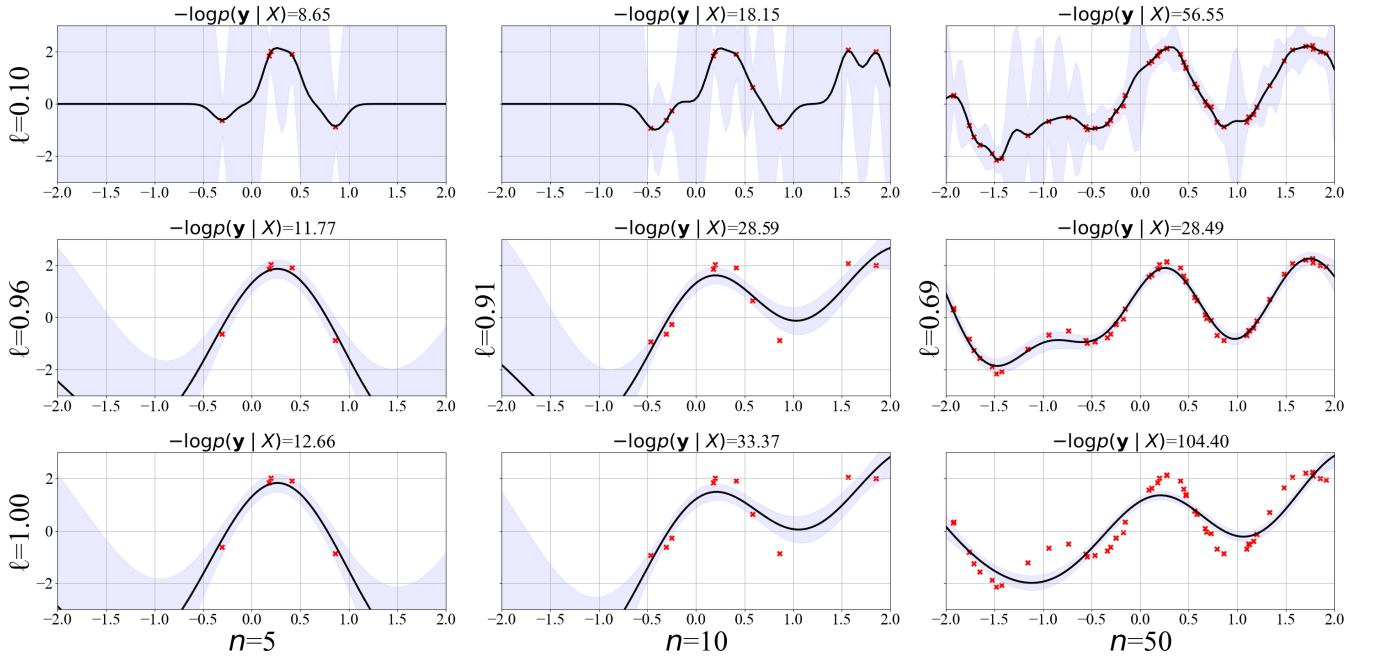 −log p(y | X)=8.65
−log p(y | X)=18.15
−log p(y | X)=56.55
ℓ=0.10
2
0
−2
−2.0 −1.5 −1.0 −0.5 0.0 0.5 1.0 1.5 2.0
−2.0 −1.5 −1.0 −0.5 0.0 0.5 1.0 1.5 2.0
−2.0 −1.5 −1.0 −0.5 0.0 0.5 1.0 1.5 2.0
−log p(y | X)=11.77
−log p(y | X)=28.59
−log p(y | X)=28.49
ℓ=0.96
2
0
−2
ℓ=0.91
ℓ=0.69
−2.0 −1.5 −1.0 −0.5 0.0 0.5 1.0 1.5 2.0
−2.0 −1.5 −1.0 −0.5 0.0 0.5 1.0 1.5 2.0
−2.0 −1.5 −1.0 −0.5 0.0 0.5 1.0 1.5 2.0
−log p(y | X)=12.66
−log p(y | X)=33.37
−log p(y | X)=104.40
ℓ=1.00
2
0
−2
−2.0 −1.5 −1.0 −0.5 0.0 0.5 1.0 1.5 2.0
−2.0 −1.5 −1.0 −0.5 0.0 0.5 1.0 1.5 2.0
−2.0 −1.5 −1.0 −0.5 0.0 0.5 1.0 1.5 2.0
n=5
n=10
n=50